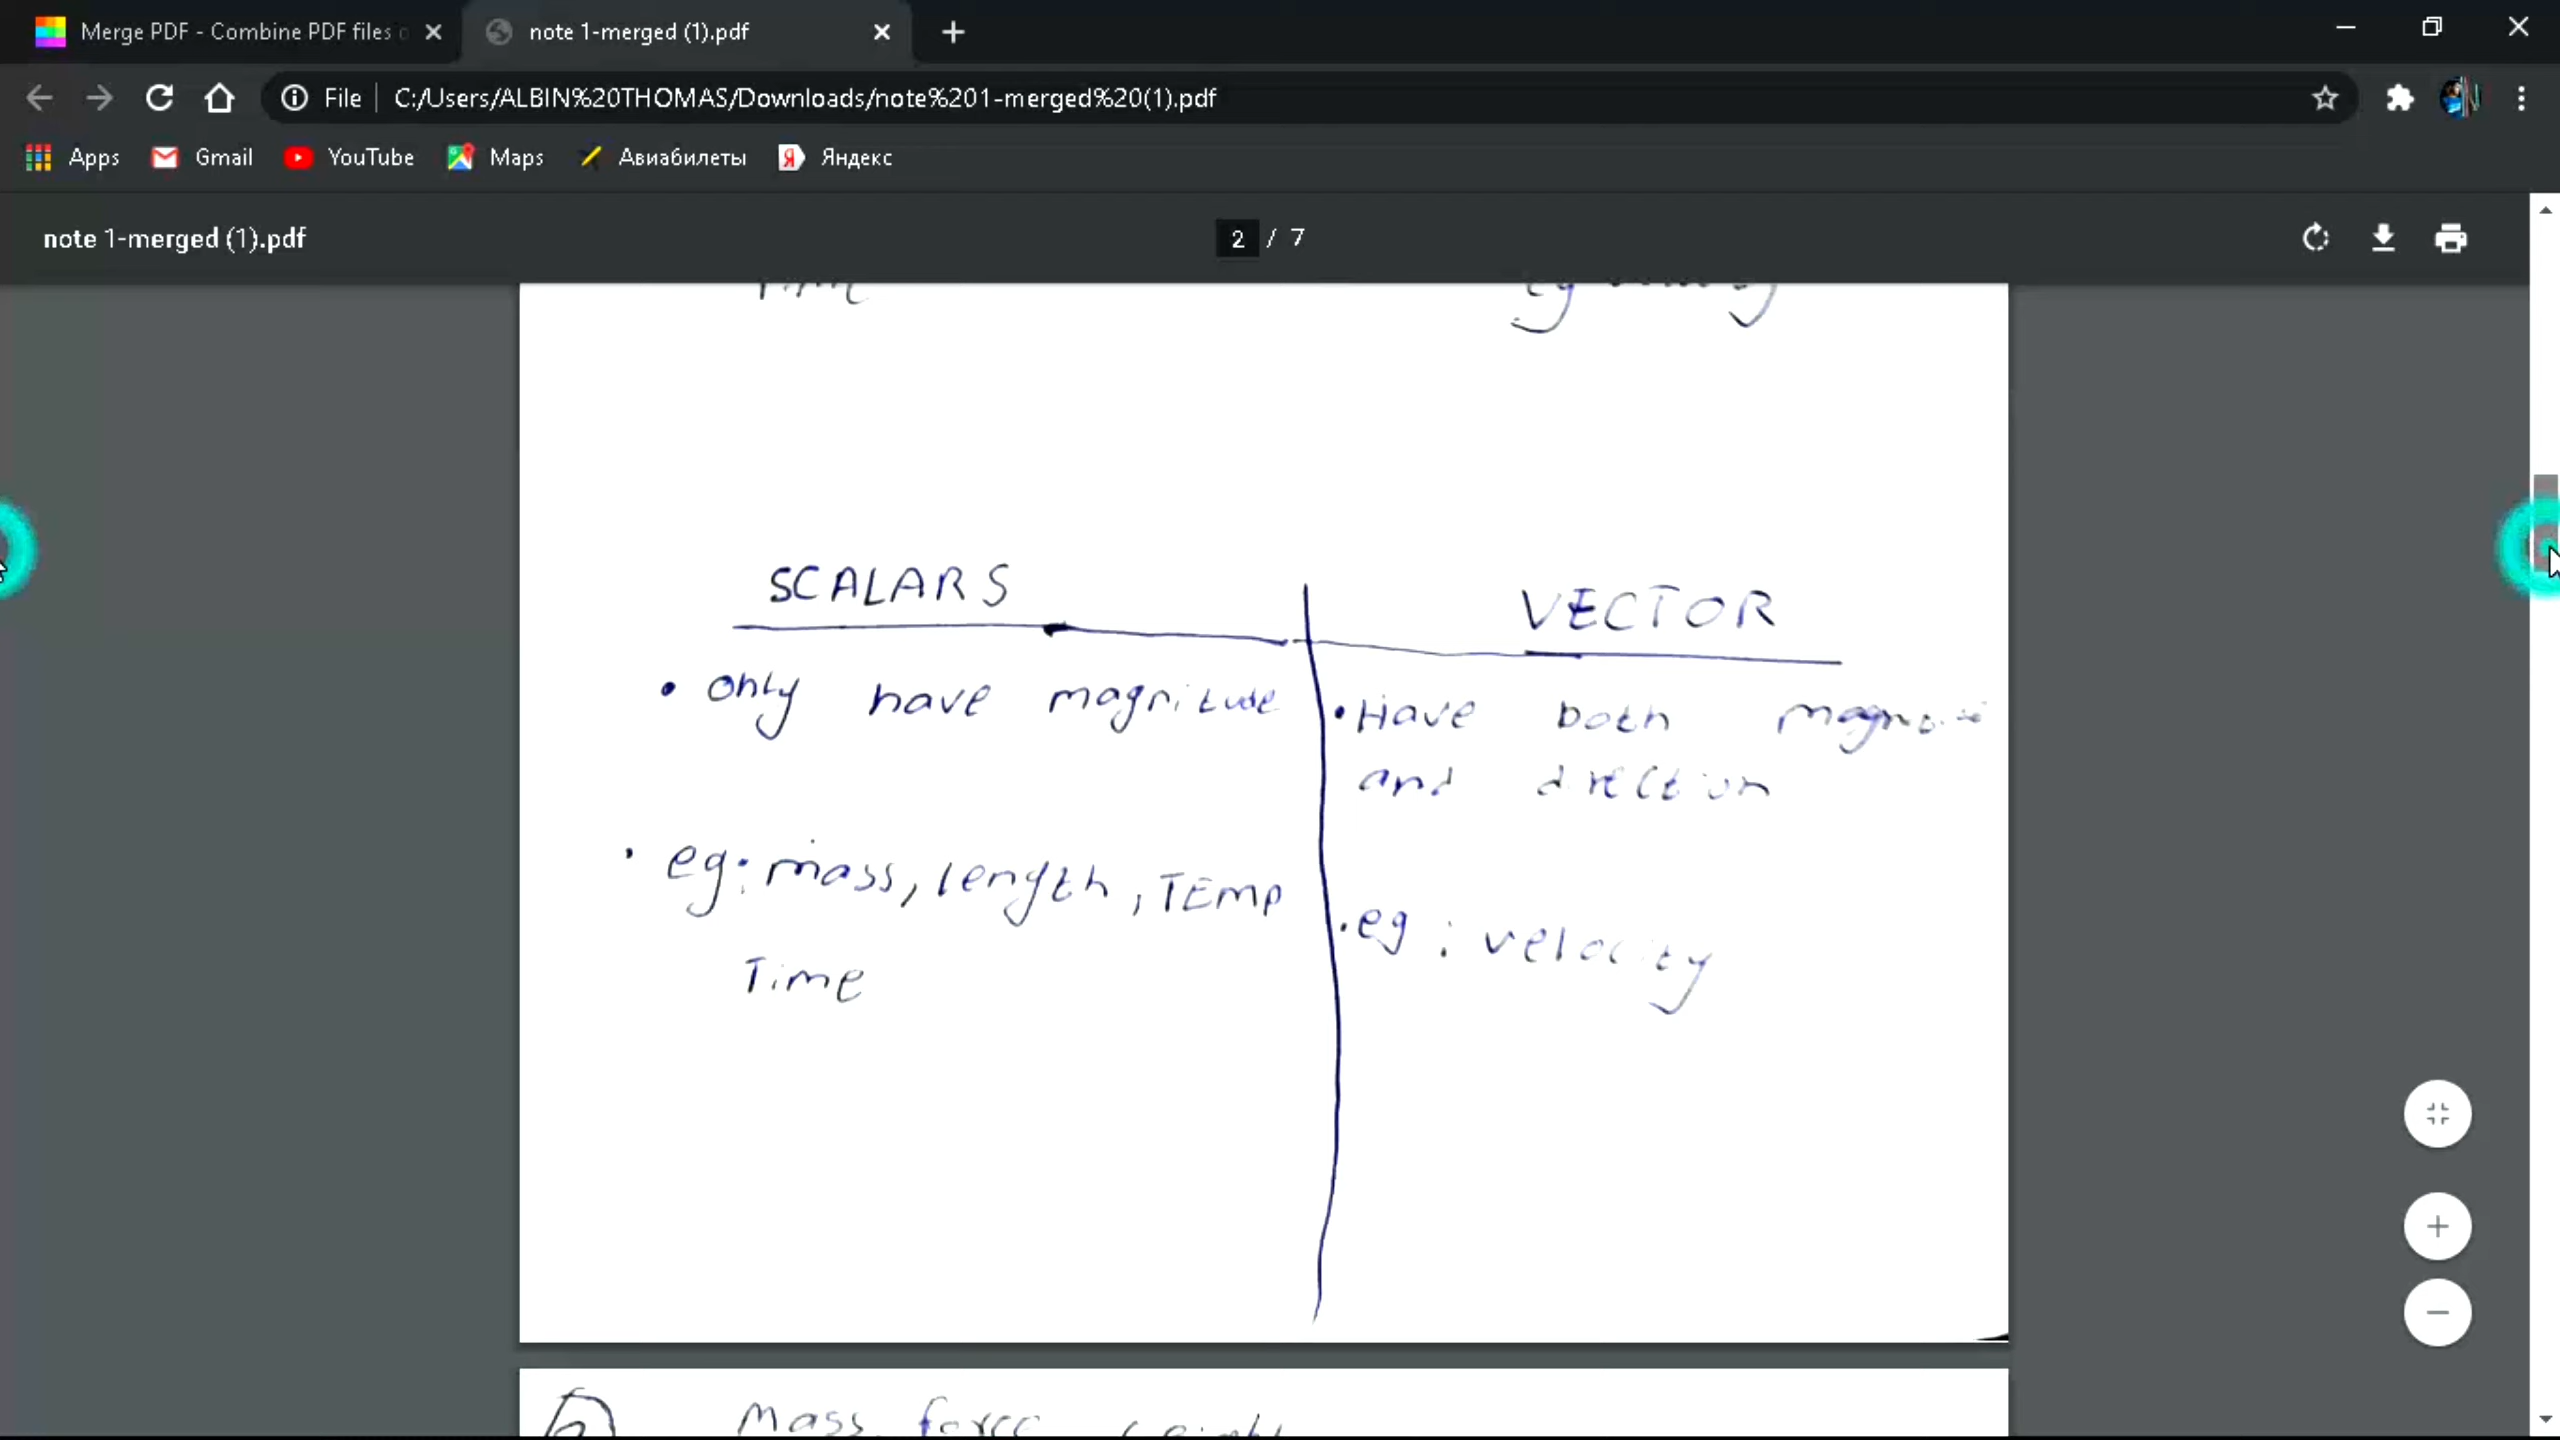 Merge PDF - Combine PDF files o
note 1-merged (1).pdf
File
C:/Users/ALBIN%20THOMAS/Downloads/note%201-merged%20(1).pdf
Apps
Gmail
YouTube
Maps
Авиабилеты
Яндекс
note 1-merged (1).pdf
2 / 7
SCALARS
VECTOR
• only have magnitude
• Have both
and direction
• eg: mass, length, TEmp
Time
• eg: velocity
Mass, force